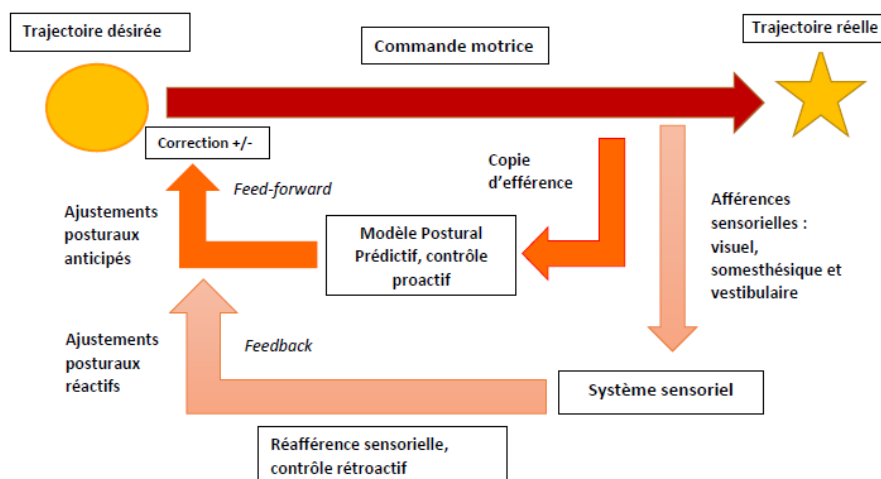 Trajectoire désirée
Commande motrice
Trajectoire réelle
Correction +/-
Copie
d'efférence
Feed-forward
Ajustements
posturaux
anticipés
Modèle Postural
Prédictif, contrôle
proactif
Afférences
sensorielles :
visuel,
somesthésique et
vestibulaire
Ajustements
posturaux
réactifs
Feedback
Système sensoriel
Réafférence sensorielle,
contrôle rétroactif